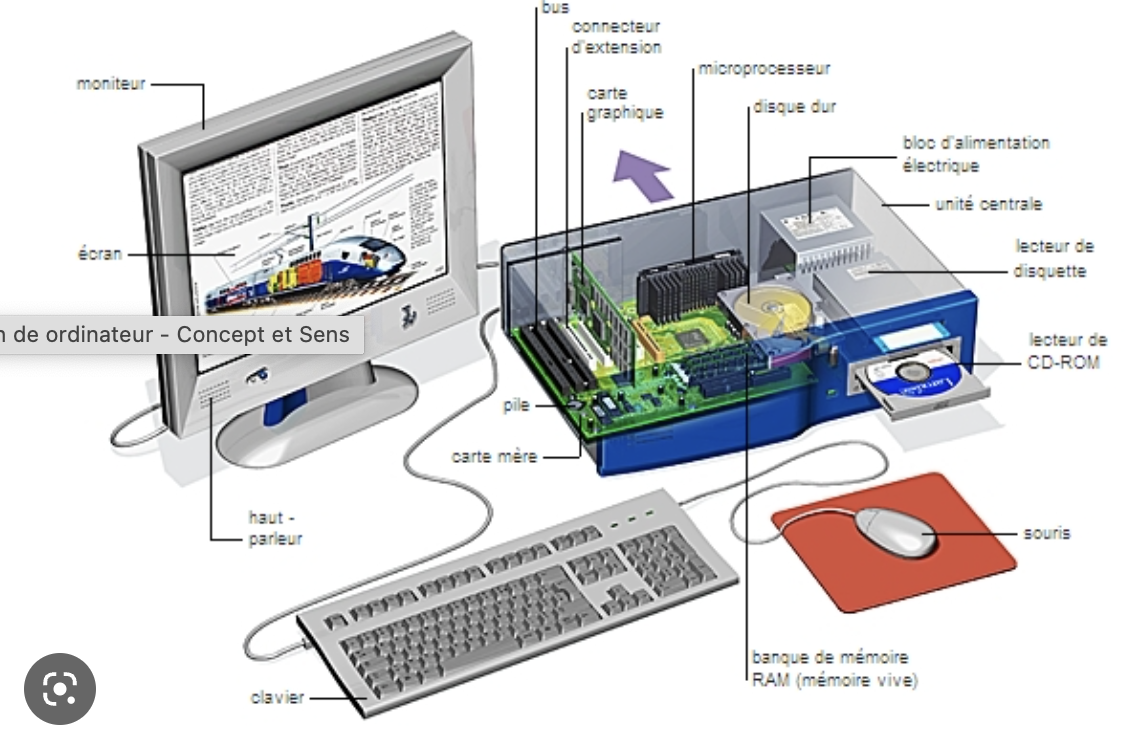 bus
connecteur
d'extension
microprocesseur
moniteur
carte
graphique
disque dur
bloc d'alimentation
électrique
unité centrale
écran
lecteur de
disquette
n de ordinateur - Concept et Sens
lecteur de
CD-ROM
pile
carte mère
haut -
parleur
souris
banque de mémoire
RAM (mémoire vive)
clavier